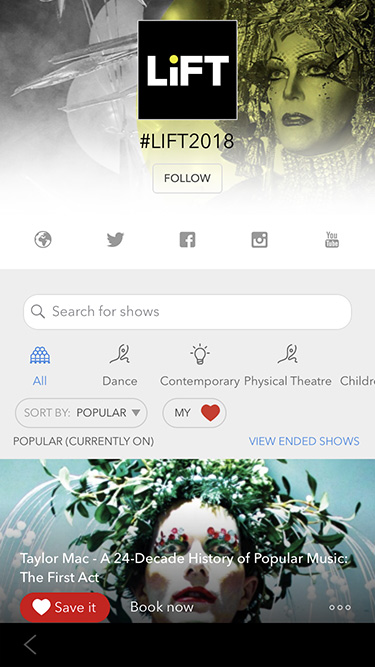 LiFT
#LIFT2018
FOLLOW
You
Tube
Search for shows
All
Dance
Contemporary
Physical Theatre
Childre
SORT BY: POPULAR
MY
POPULAR (CURRENTLY ON)
VIEW ENDED SHOWS
Taylor Mac - A 24-Decade History of Popular Music:
The First Act
Save it
Book now